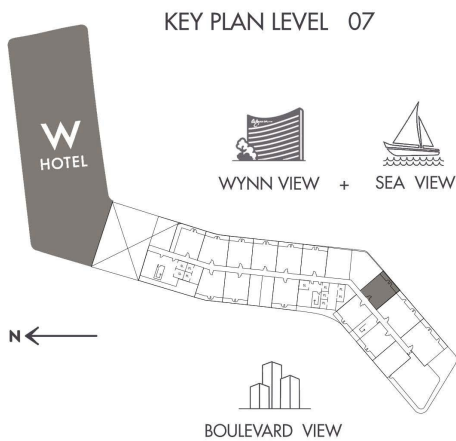 KEY PLAN LEVEL 07
W
HOTEL
WYNN VIEW + SEA VIEW
N
BOULEVARD VIEW